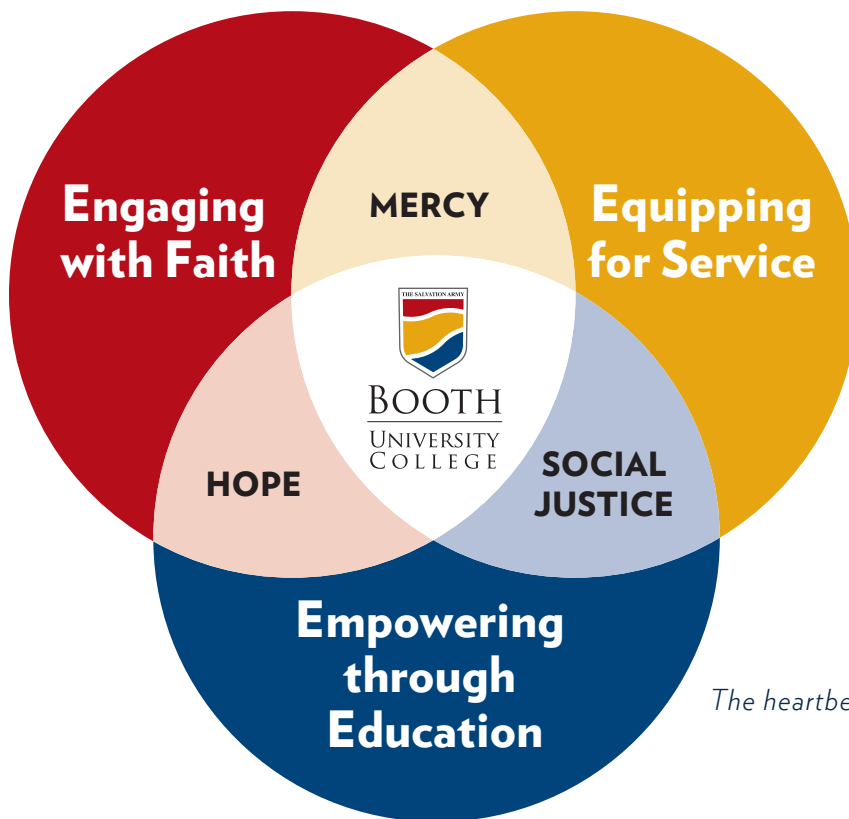 Engaging
with Faith
MERCY
Equipping
for Service
THE SALVATION ARMY
BOOTH
UNIVERSITY
COLLEGE
HOPE
SOCIAL
JUSTICE
Empowering
through
Education
The heartbe